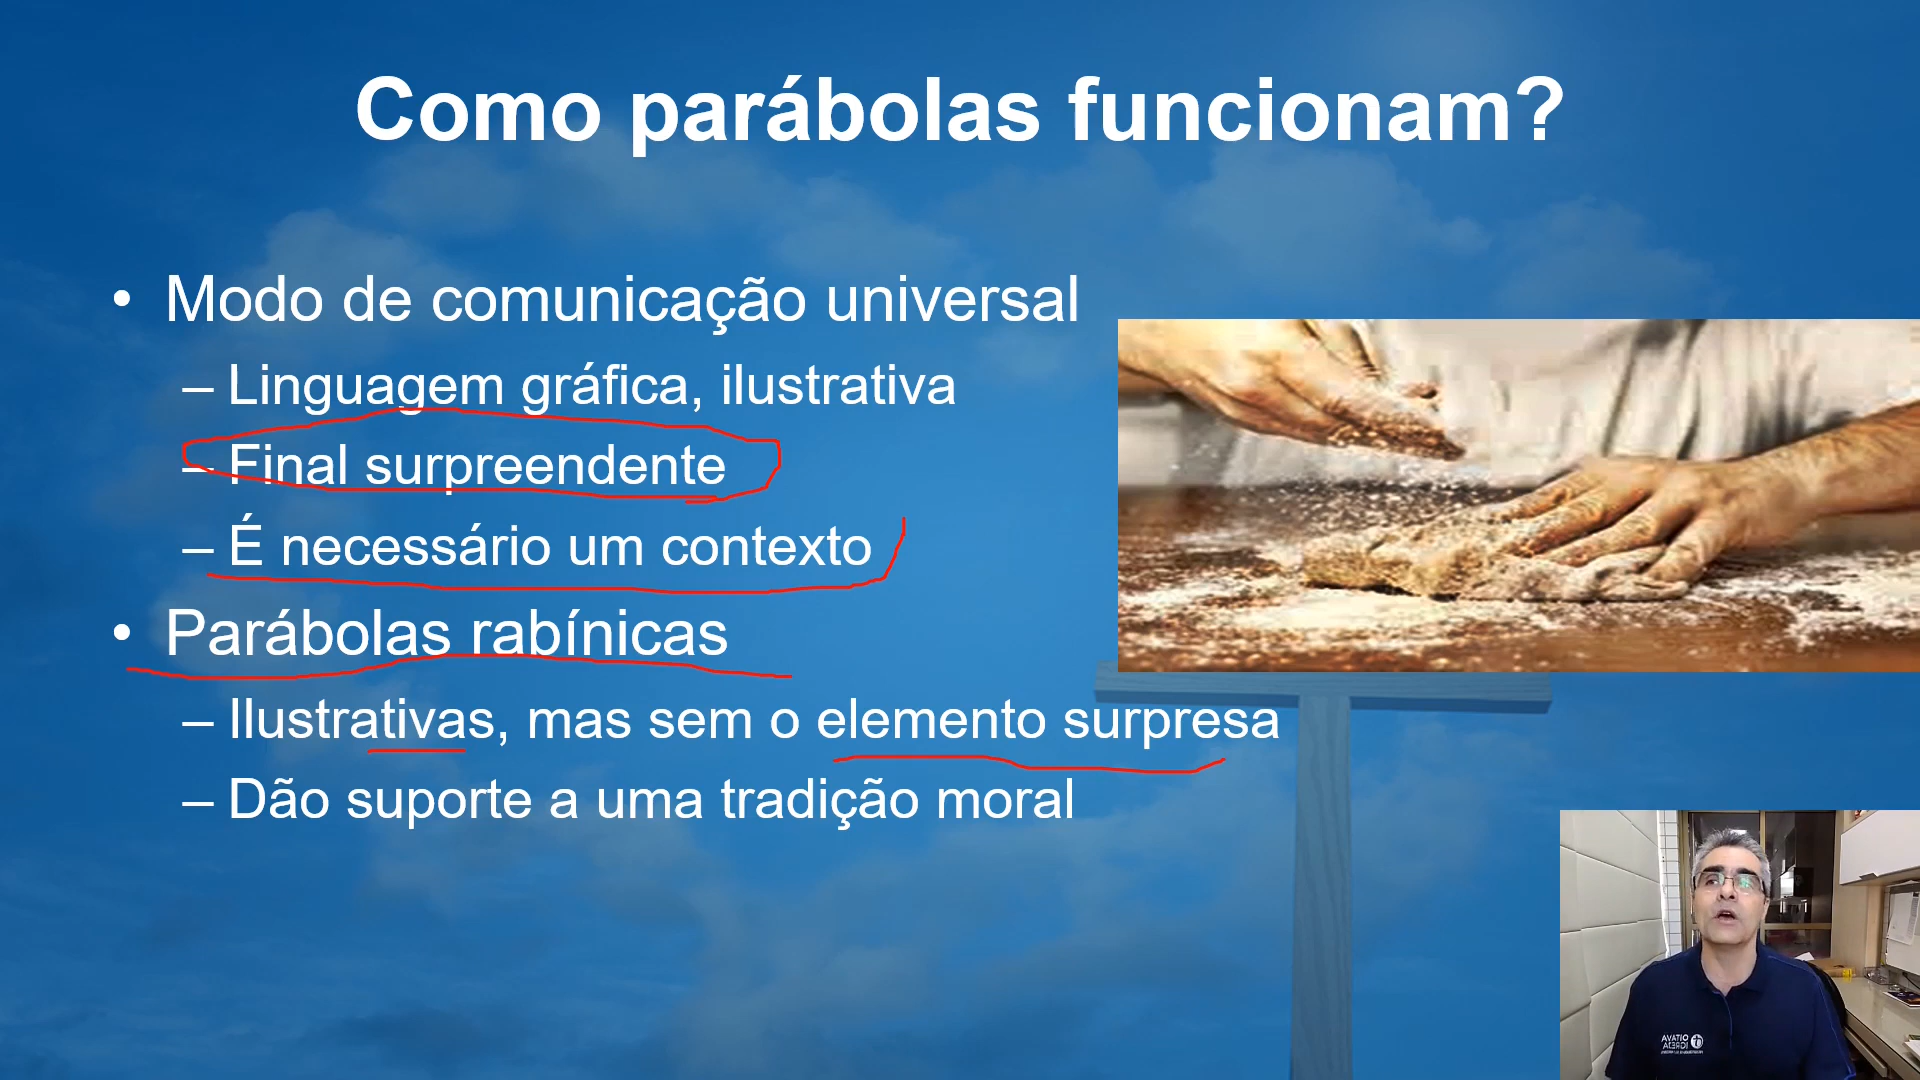 Como parábolas funcionam?
• Modo de comunicação universal
– Linguagem gráfica, ilustrativa
– Final surpreendente
– É necessário um contexto
• Parábolas rabínicas
– Ilustrativas, mas sem o elemento surpresa
– Dão suporte a uma tradição moral